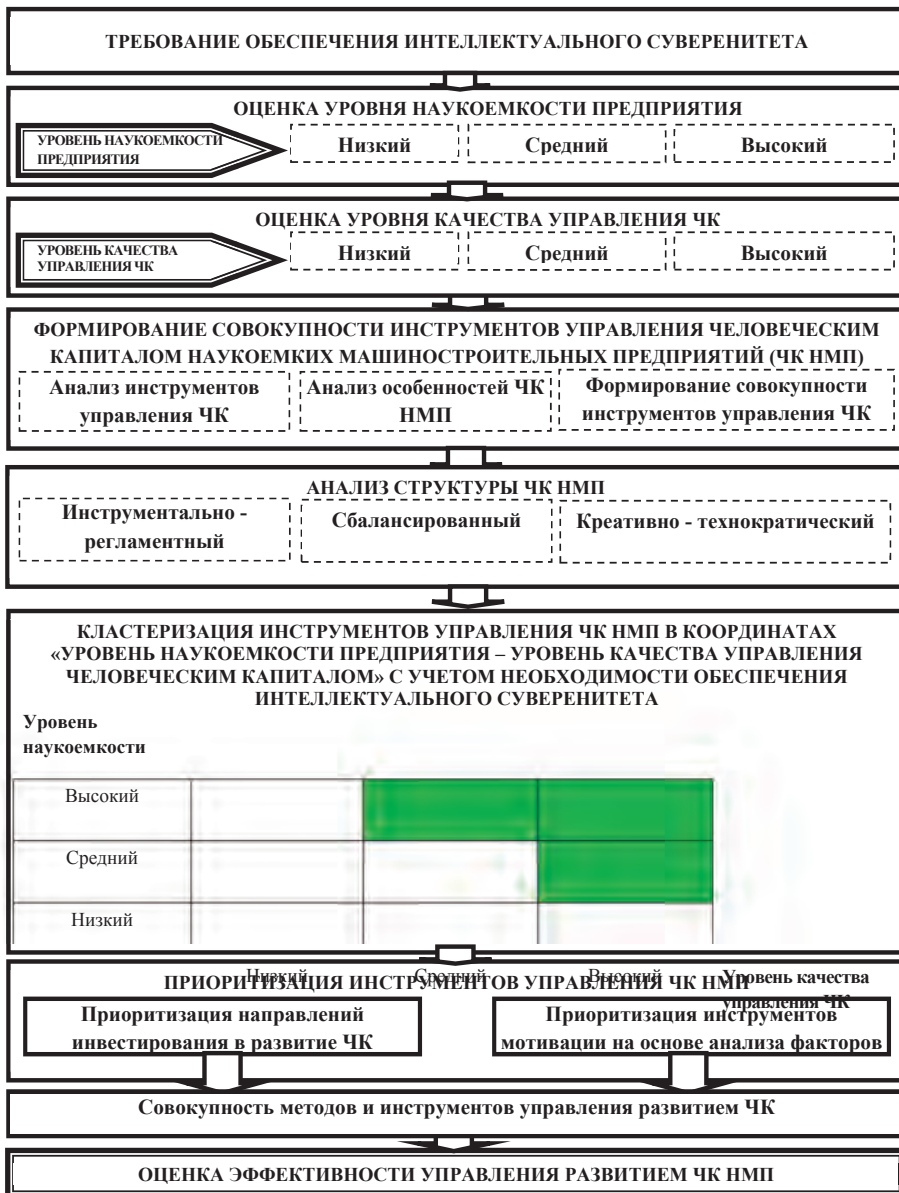 ТРЕБОВАНИЕ ОБЕСПЕЧЕНИЯ ИНТЕЛЛЕКТУАЛЬНОГО СУВЕРЕНИТЕТА
ОЦЕНКА УРОВНЯ НАУКОЕМКОСТИ ПРЕДПРИЯТИЯ
УРОВЕНЬ НАУКОЕМКОСТИ
ПРЕДПРИЯТИЯ
Низкий
Средний
Высокий
ОЦЕНКА УРОВНЯ КАЧЕСТВА УПРАВЛЕНИЯ ЧК
УРОВЕНЬ КАЧЕСТВА
УПРАВЛЕНИЯ ЧК
Низкий
Средний
Высокий
ФОРМИРОВАНИЕ СОВОКУПНОСТИ ИНСТРУМЕНТОВ УПРАВЛЕНИЯ ЧЕЛОВЕЧЕСКИМ
КАПИТАЛОМ НАУКОЕМКИХ МАШИНОСТРОИТЕЛЬНЫХ ПРЕДПРИЯТИЙ (ЧК НМП)
Анализ инструментов
управления ЧК
Анализ особенностей ЧК
НМП
Формирование совокупности
инструментов управления ЧК
АНАЛИЗ СТРУКТУРЫ ЧК НМП
Инструментально -
регламентный
Сбалансированный
Креативно - технократический
КЛАСТЕРИЗАЦИЯ ИНСТРУМЕНТОВ УПРАВЛЕНИЯ ЧК НМП В КООРДИНАТАХ
«УРОВЕНЬ НАУКОЕМКОСТИ ПРЕДПРИЯТИЯ – УРОВЕНЬ КАЧЕСТВА УПРАВЛЕНИЯ
ЧЕЛОВЕЧЕСКИМ КАПИТАЛОМ» С УЧЕТОМ НЕОБХОДИМОСТИ ОБЕСПЕЧЕНИЯ
ИНТЕЛЛЕКТУАЛЬНОГО СУВЕРЕНИТЕТА
Уровень
наукоемкости
Высокий
Средний
Низкий
Низкий
Средний
Высокий
Уровень качества
управления ЧК
ПРИОРИТИЗАЦИЯ ИНСТРУМЕНТОВ УПРАВЛЕНИЯ ЧК НМП
Приоритизация направлений
инвестирования в развитие ЧК
Приоритизация инструментов
мотивации на основе анализа факторов
Совокупность методов и инструментов управления развитием ЧК
ОЦЕНКА ЭФФЕКТИВНОСТИ УПРАВЛЕНИЯ РАЗВИТИЕМ ЧК НМП